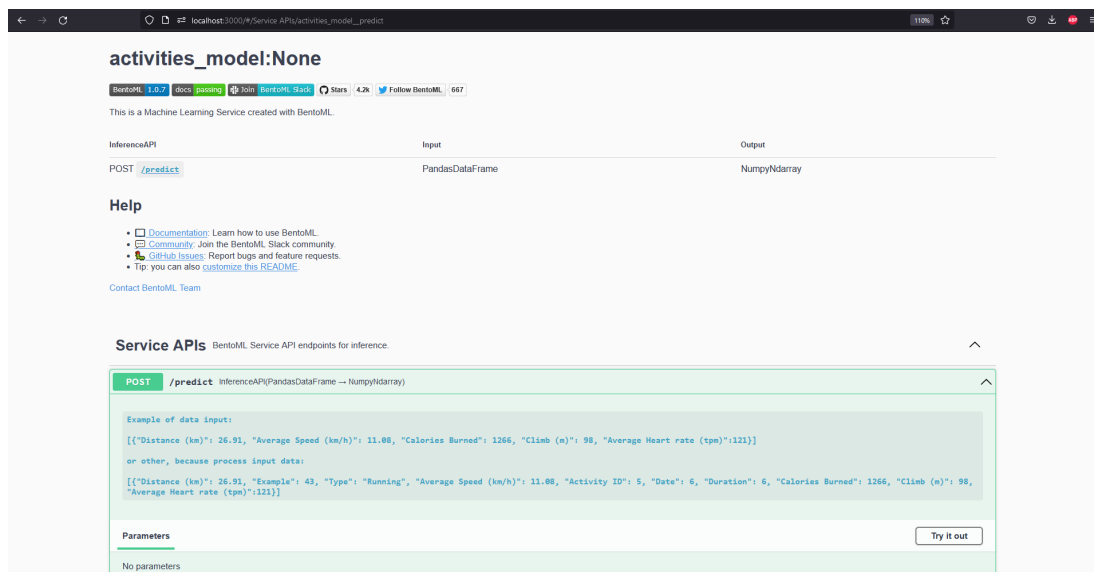 localhost:3000/#/Service APIs/activities_model__predict
110%
activities_model:None
BentoML 1.0.7 docs passing Join BentoML Slack Stars 4.2k Follow BentoML 667
This is a Machine Learning Service created with BentoML.
InferenceAPI Input Output
POST /predict PandasDataFrame NumpyNdarray
Help
Documentation: Learn how to use BentoML.
Community: Join the BentoML Slack community.
GitHub Issues: Report bugs and feature requests.
Tip: you can also customize this README.
Contact BentoML Team
Service APIs BentoML Service API endpoints for inference.
POST /predict InferenceAPI(PandasDataFrame → NumpyNdarray)
Example of data input:
[{"Distance (km)": 26.91, "Average Speed (km/h)": 11.08, "Calories Burned": 1266, "Climb (m)": 98, "Average Heart rate (tpm)":121}]
or other, because process input data:
[{"Distance (km)": 26.91, "Example": 43, "Type": "Running", "Average Speed (km/h)": 11.08, "Activity ID": 5, "Date": 6, "Duration": 6, "Calories Burned": 1266, "Climb (m)": 98,
"Average Heart rate (tpm)":121}]
Parameters Try it out
No parameters